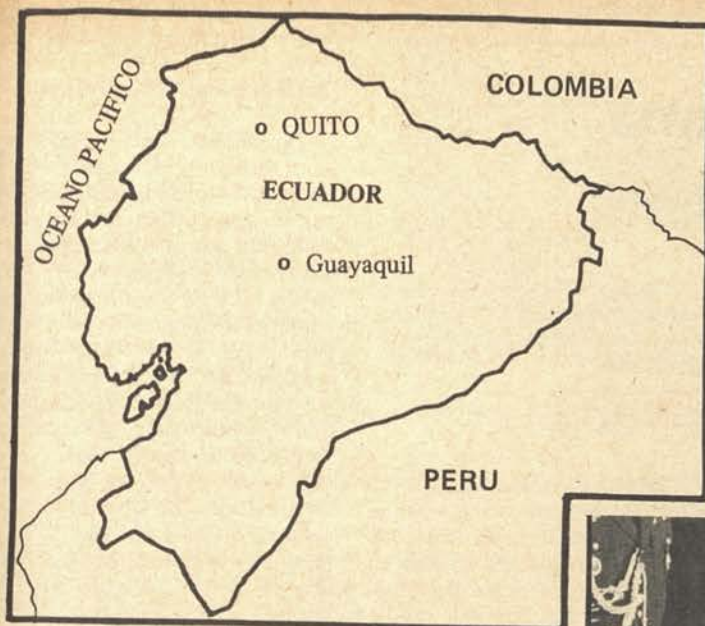 COLOMBIA
OCEANO PACIFICO
QUITO
ECUADOR
Guayaquil
PERU